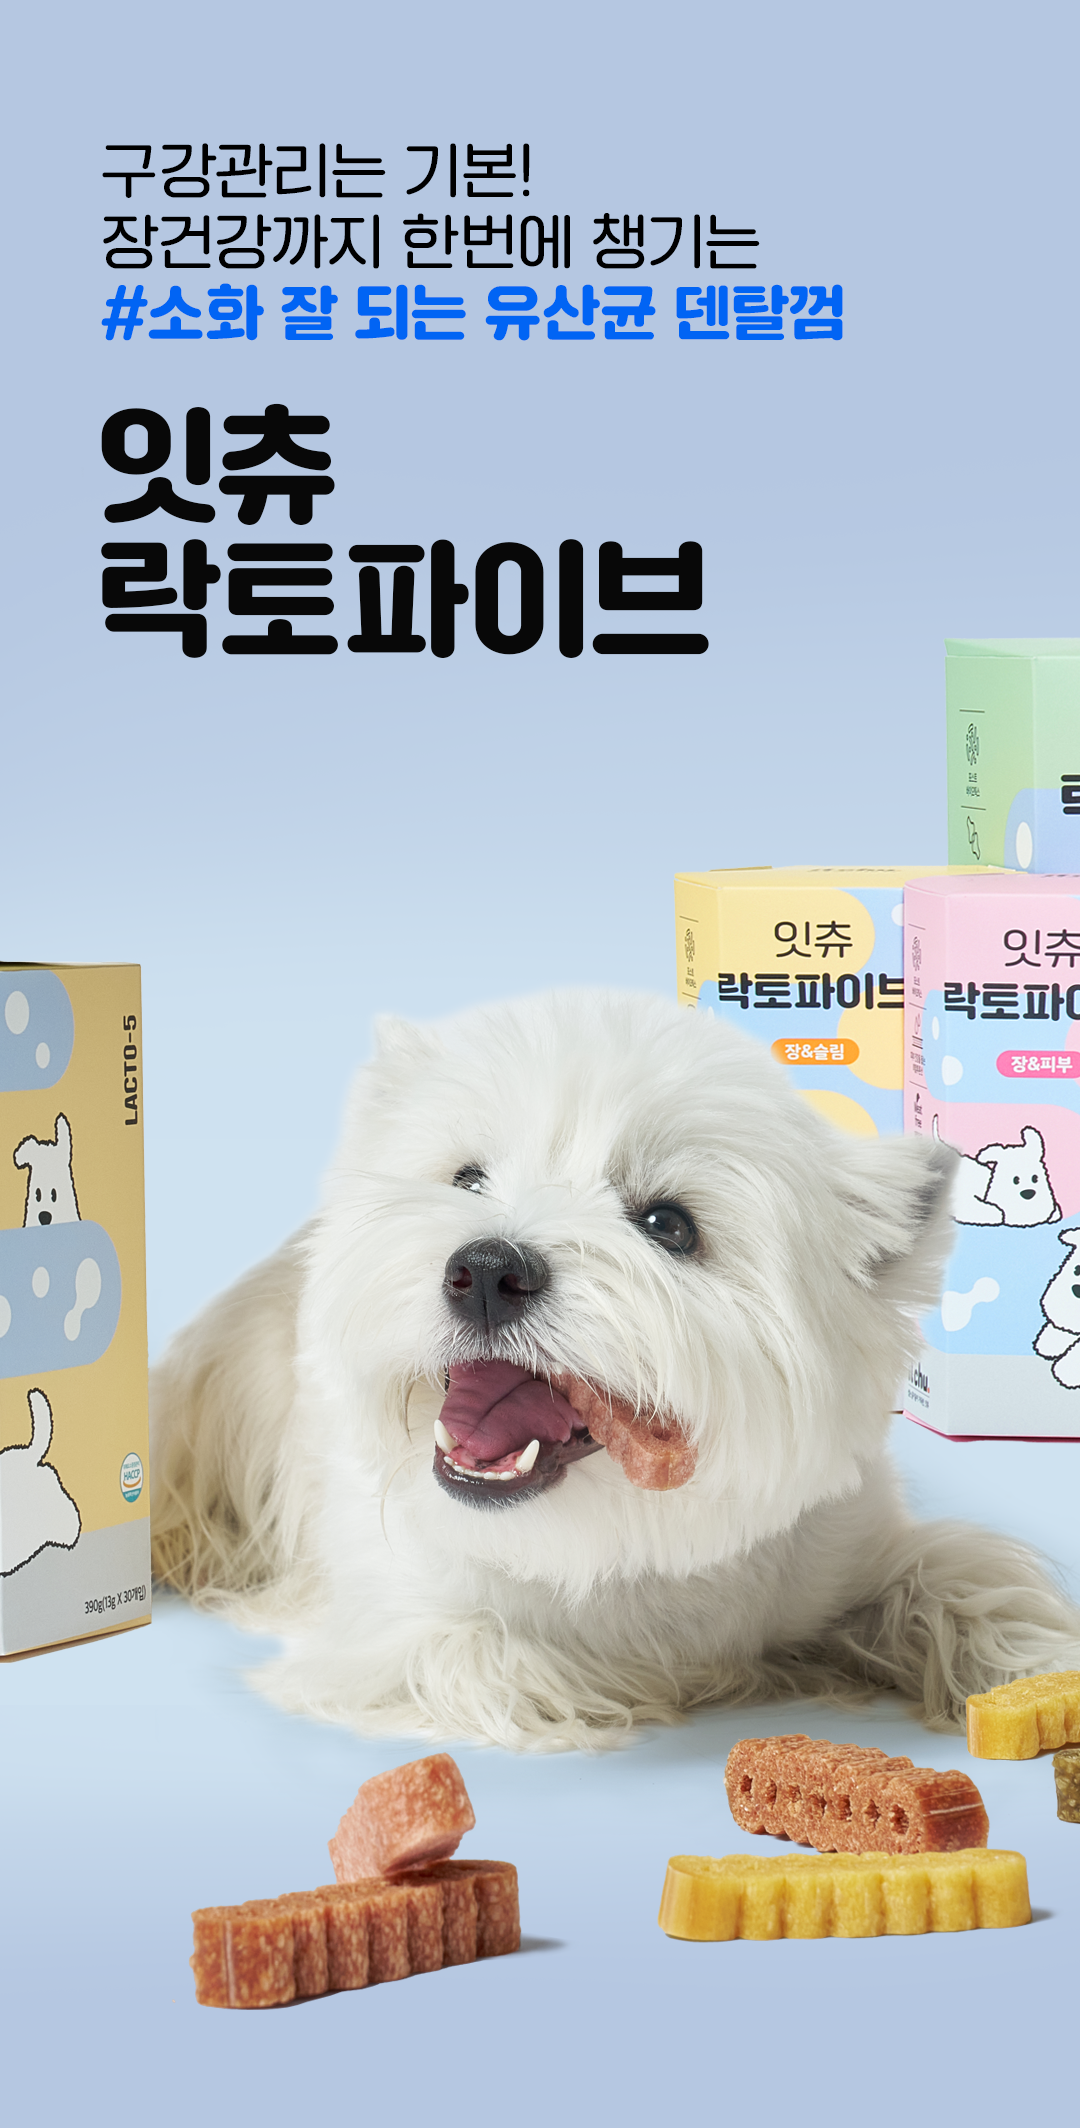 구강관리는 기본!
장건강까지 한번에 챙기는
#소화 잘 되는 유산균 덴탈껌
잇츄
락토파이브
잇츄
락토파이브
장&슬림
잇츄
락토파이
장&피부
LACTO-5
HACCP
390g(13g X 30개입)
chu.